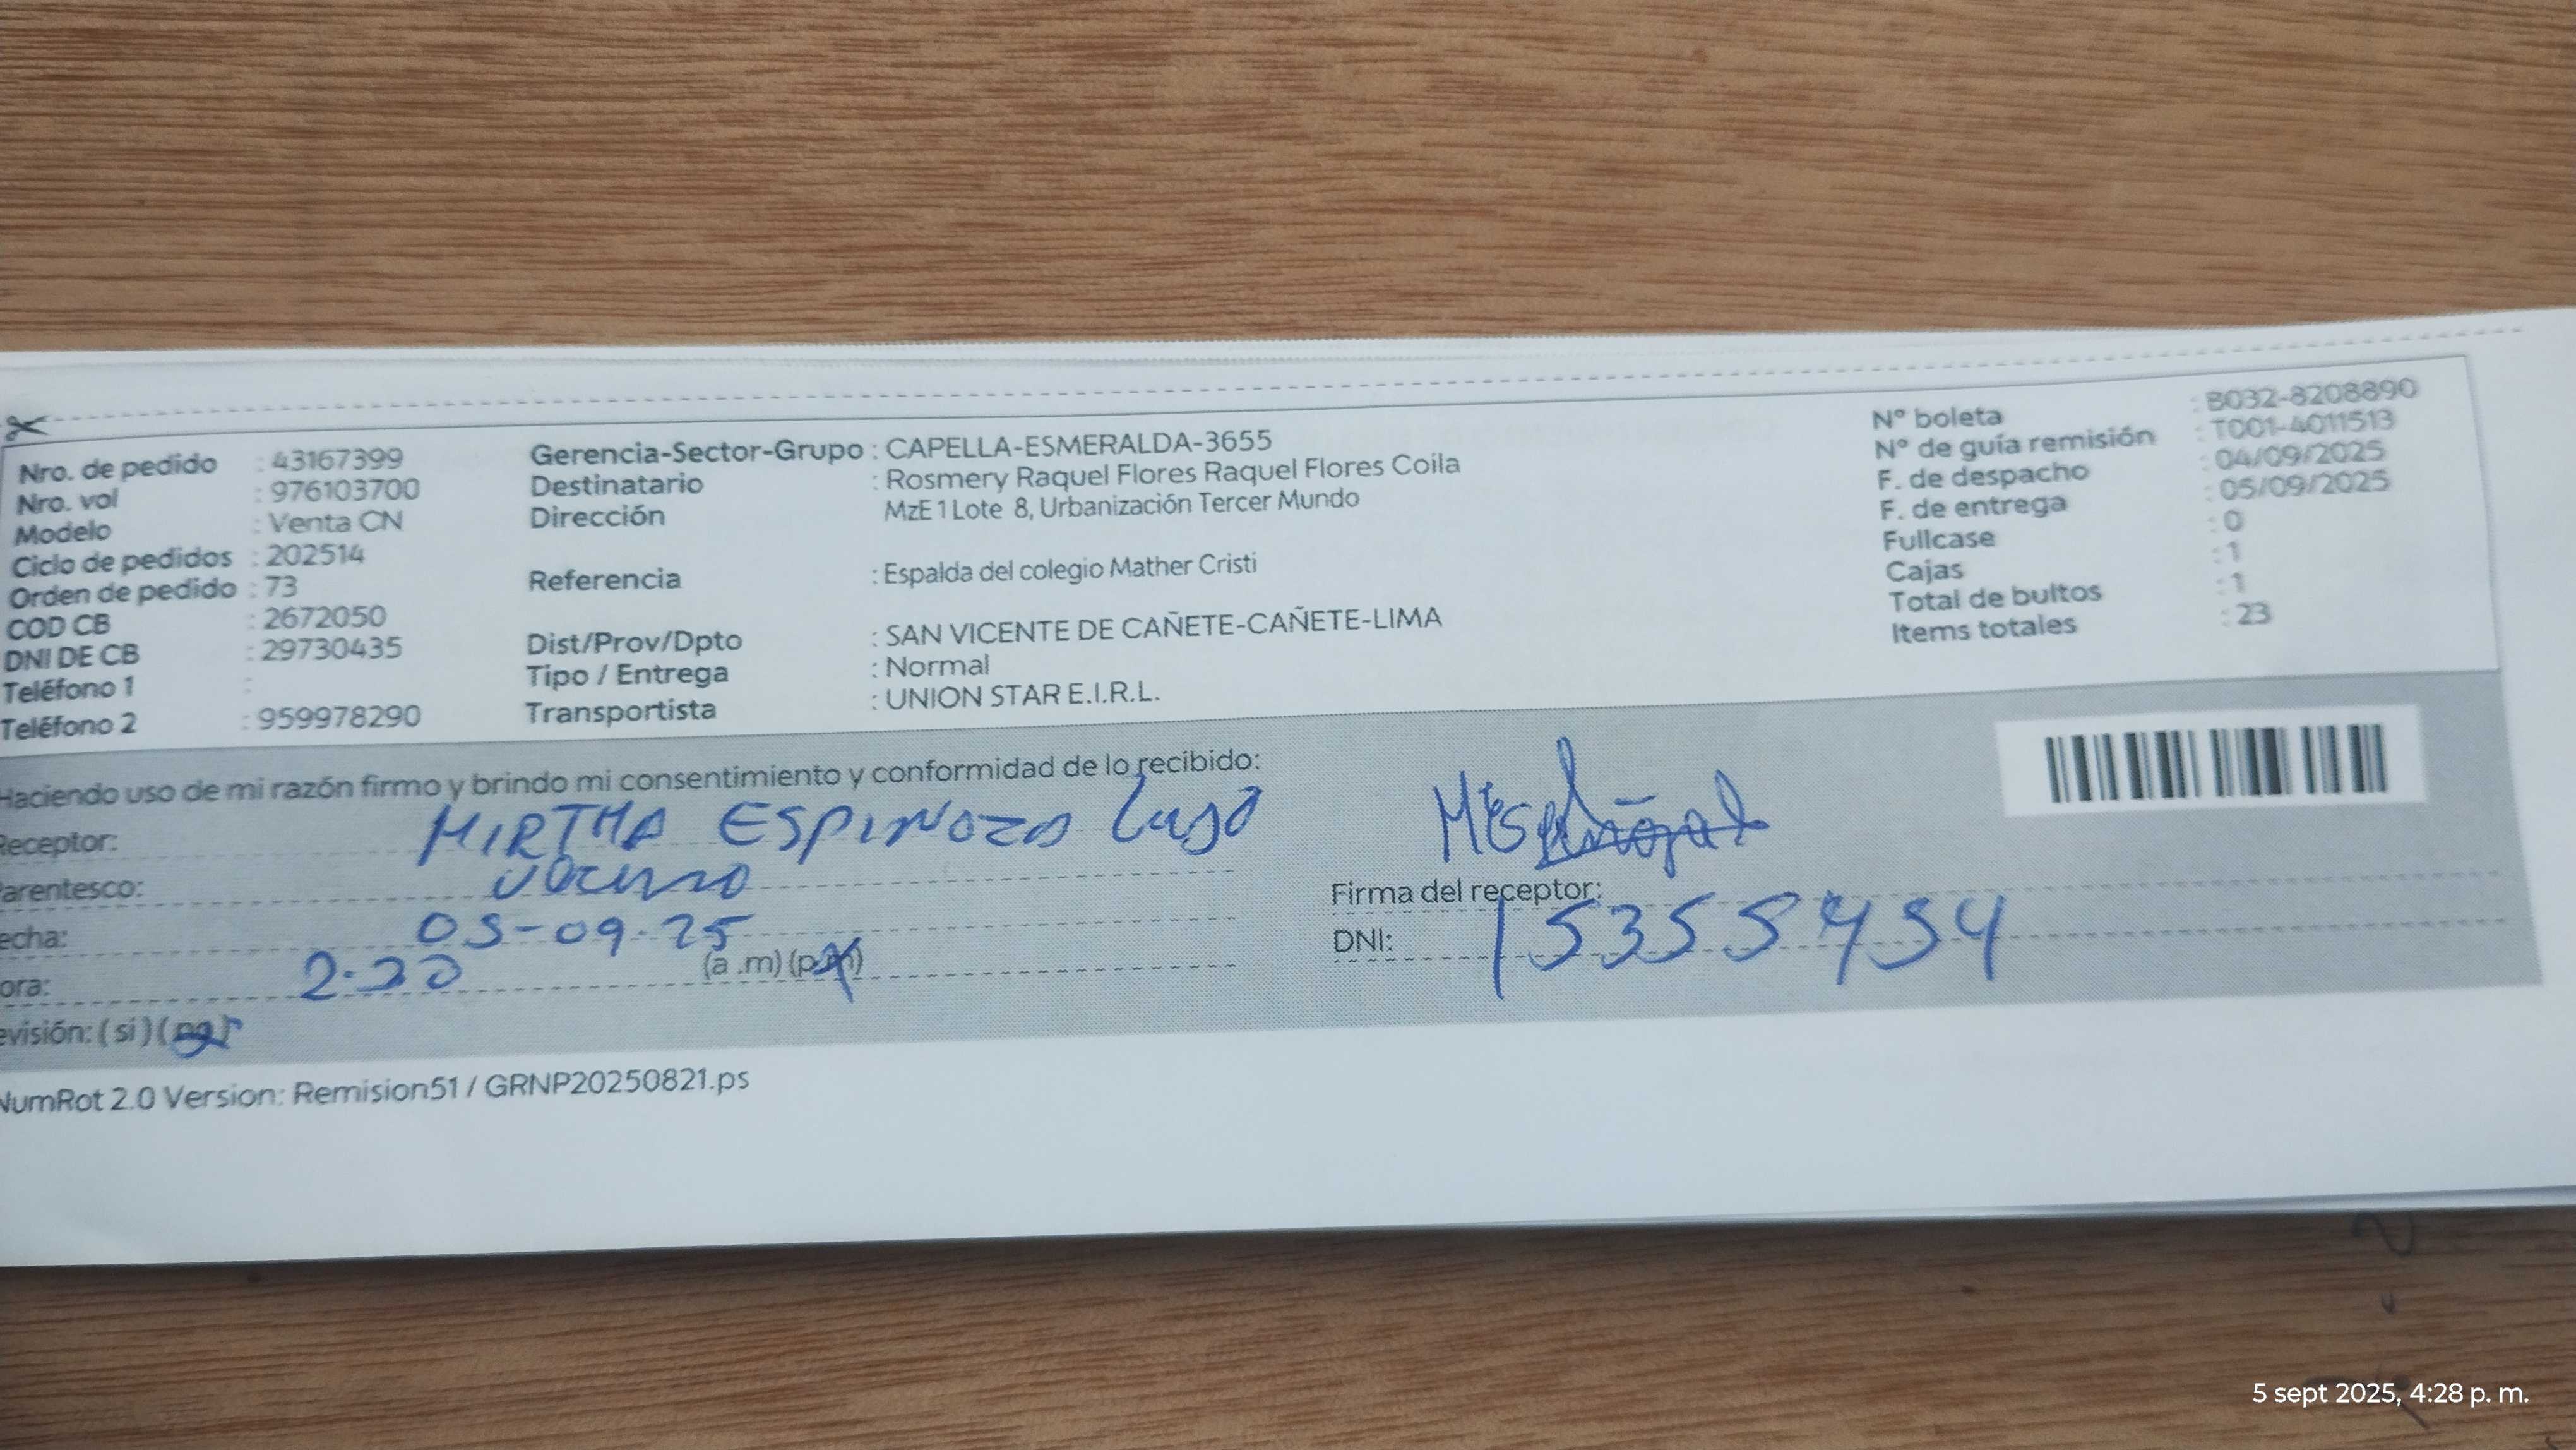 Nro. de pedido : 43167399
Nro. vol : 976103700
Modelo : Venta CN
Ciclo de pedidos : 202514
Orden de pedido : 73
COD CB : 2672050
DNI DE CB : 29730435
Teléfono 1 :
Teléfono 2 : 959978290
Gerencia-Sector-Grupo : CAPELLA-ESMERALDA-3655
Destinatario : Rosmery Raquel Flores Raquel Flores Coila
Dirección MzE 1 Lote 8, Urbanización Tercer Mundo
Referencia : Espalda del colegio Mather Cristi
Dist/Prov/Dpto : SAN VICENTE DE CAÑETE-CAÑETE-LIMA
Tipo / Entrega : Normal
Transportista : UNION STAR E.I.R.L.
N° boleta : B032-8208890
N° de guía remisión : T001-4011513
F. de despacho : 04/09/2025
F. de entrega : 05/09/2025
Fullcase : 0
Cajas : 1
Total de bultos : 1
Items totales : 23
Haciendo uso de mi razón firmo y brindo mi consentimiento y conformidad de lo recibido:
Receptor: MIRTHA ESPINOZA
arentesco:
echa: 05-09-25
ora: (a .m) (p.m)
evisión: (si) (no)
Firma del receptor:
DNI: 15355454
NumRot 2.0 Version: Remision51 / GRNP20250821.ps
5 sept 2025, 4:28 p. m.